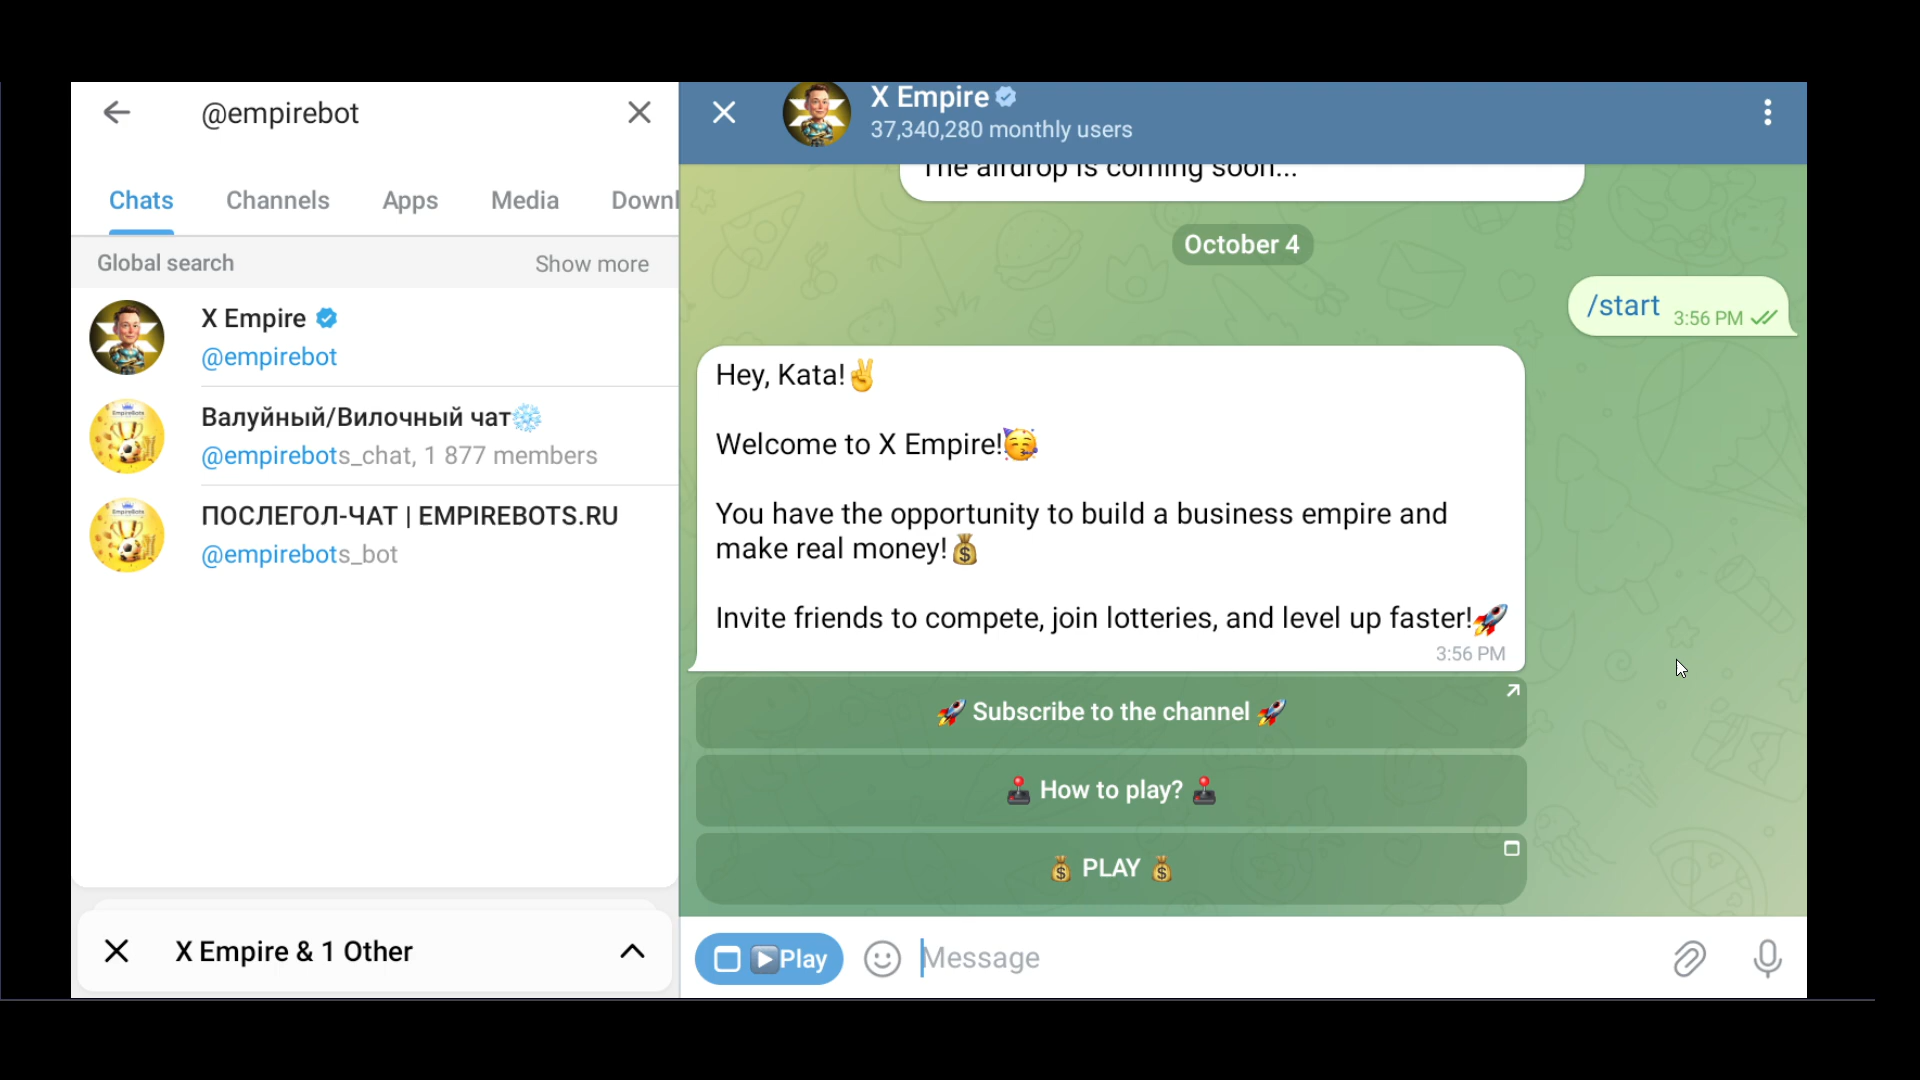 @empirebot
Chats Channels Apps Media Downl
Global search Show more
X Empire
@empirebot
Валуйный/Вилочный чат❄️
@empirebots_chat, 1 877 members
ПОСЛЕГОЛ-ЧАТ | EMPIREBOTS.RU
@empirebots_bot
X Empire & 1 Other
X Empire
37,340,280 monthly users
The airdrop is coming soon...
October 4
/start 3:56 PM
Hey, Kata!✌️
Welcome to X Empire!🥳
You have the opportunity to build a business empire and
make real money!💰
Invite friends to compete, join lotteries, and level up faster!🚀
3:56 PM
🚀 Subscribe to the channel 🚀
🕹️ How to play? 🕹️
💰 PLAY 💰
▶️Play
Message